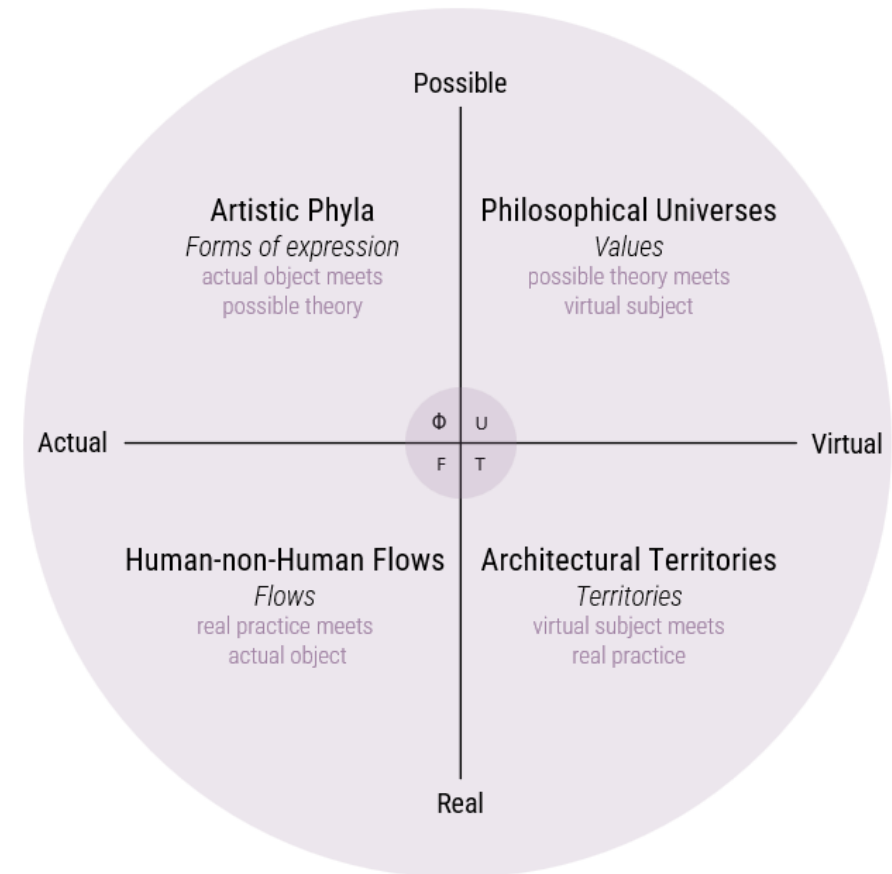 Possible
Artistic Phyla
Forms of expression
actual object meets
possible theory
Philosophical Universes
Values
possible theory meets
virtual subject
Actual
Φ U
F T
Virtual
Human-non-Human Flows
Flows
real practice meets
actual object
Architectural Territories
Territories
virtual subject meets
real practice
Real